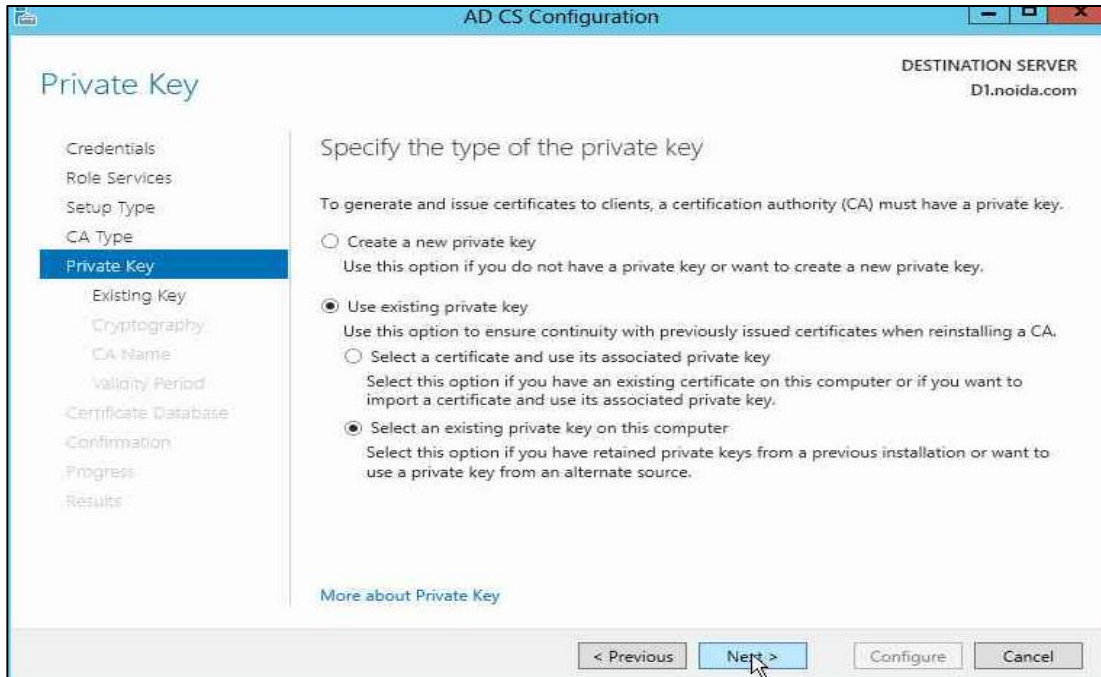 AD CS Configuration
DESTINATION SERVER
D1.noida.com
Private Key
Credentials
Role Services
Setup Type
CA Type
Private Key
Existing Key
Cryptography
CA Name
Validity Period
Certificate Database
Confirmation
Progress
Results
Specify the type of the private key
To generate and issue certificates to clients, a certification authority (CA) must have a private key.
Create a new private key
Use this option if you do not have a private key or want to create a new private key.
Use existing private key
Use this option to ensure continuity with previously issued certificates when reinstalling a CA.
Select a certificate and use its associated private key
Select this option if you have an existing certificate on this computer or if you want to
import a certificate and use its associated private key.
Select an existing private key on this computer
Select this option if you have retained private keys from a previous installation or want to
use a private key from an alternate source.
More about Private Key
< Previous
Next >
Configure
Cancel